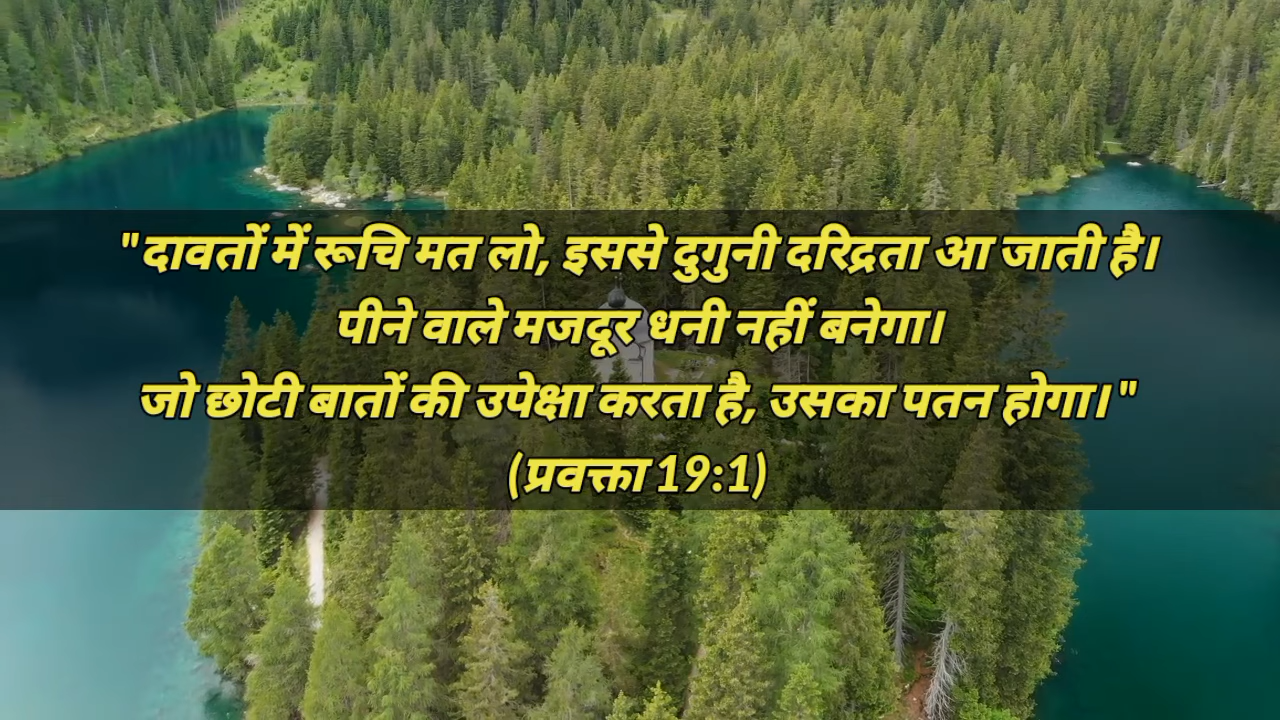 "दावतों में रूचि मत लो, इससे दुगुनी दरिद्रता आ जाती है।
पीने वाले मजदूर धनी नहीं बनेगा।
जो छोटी बातों की उपेक्षा करता है, उसका पतन होगा।"
(प्रवक्ता 19:1)